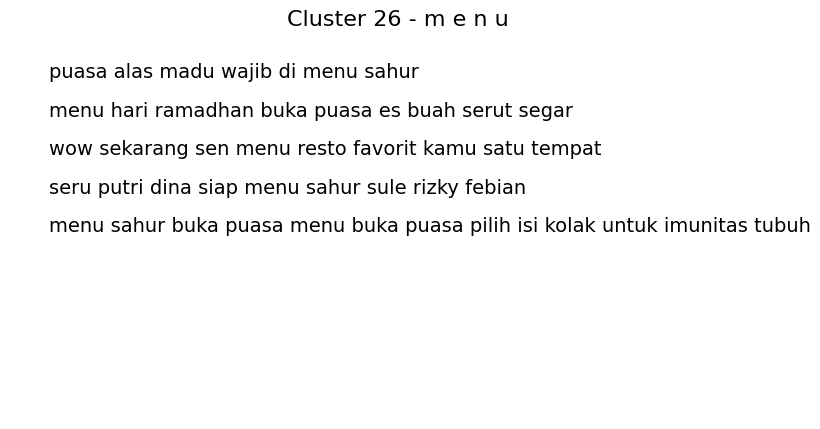 Cluster 26 - m e n u
puasa alas madu wajib di menu sahur
menu hari ramadhan buka puasa es buah serut segar
wow sekarang sen menu resto favorit kamu satu tempat
seru putri dina siap menu sahur sule rizky febian
menu sahur buka puasa menu buka puasa pilih isi kolak untuk imunitas tubuh